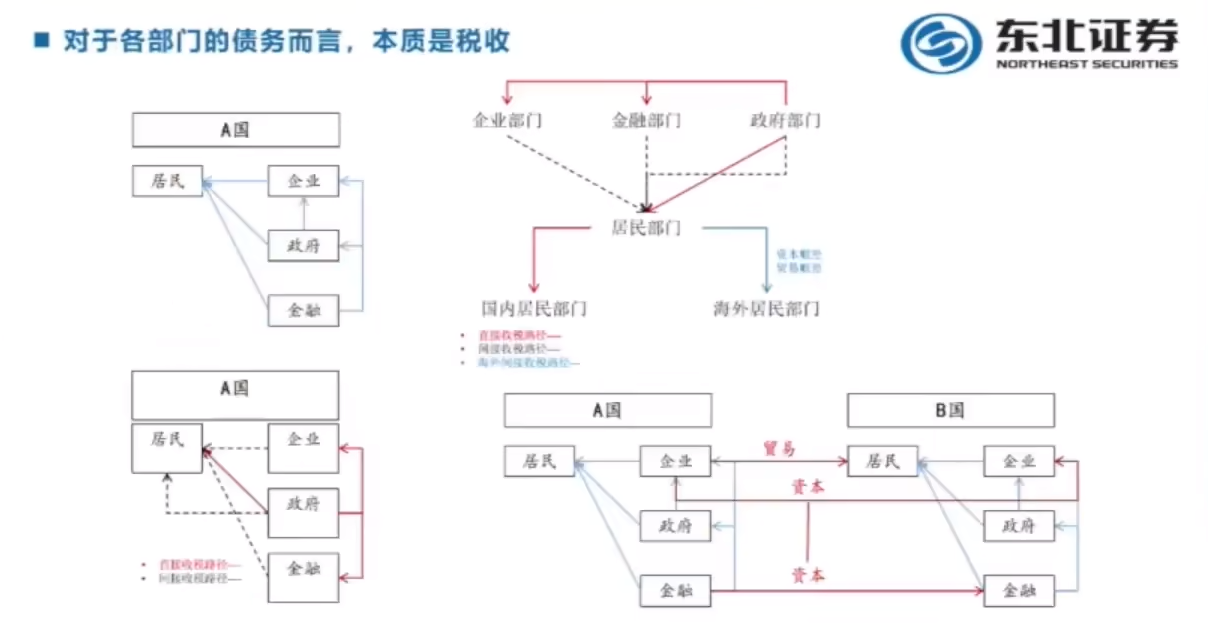 ■ 对于各部门的债务而言，本质是税收
东北证券
NORTHEAST SECURITIES
A国
居民
企业
政府
金融
企业部门
金融部门
政府部门
居民部门
资本顺差
贸易顺差
国内居民部门
海外居民部门
• 直接收税路径—
• 间接收税路径—
• 海外间接收税路径—
A国
居民
企业
政府
金融
• 直接收税路径—
• 间接收税路径—
A国
B国
居民
企业
贸易
居民
企业
资本
政府
政府
资本
金融
金融